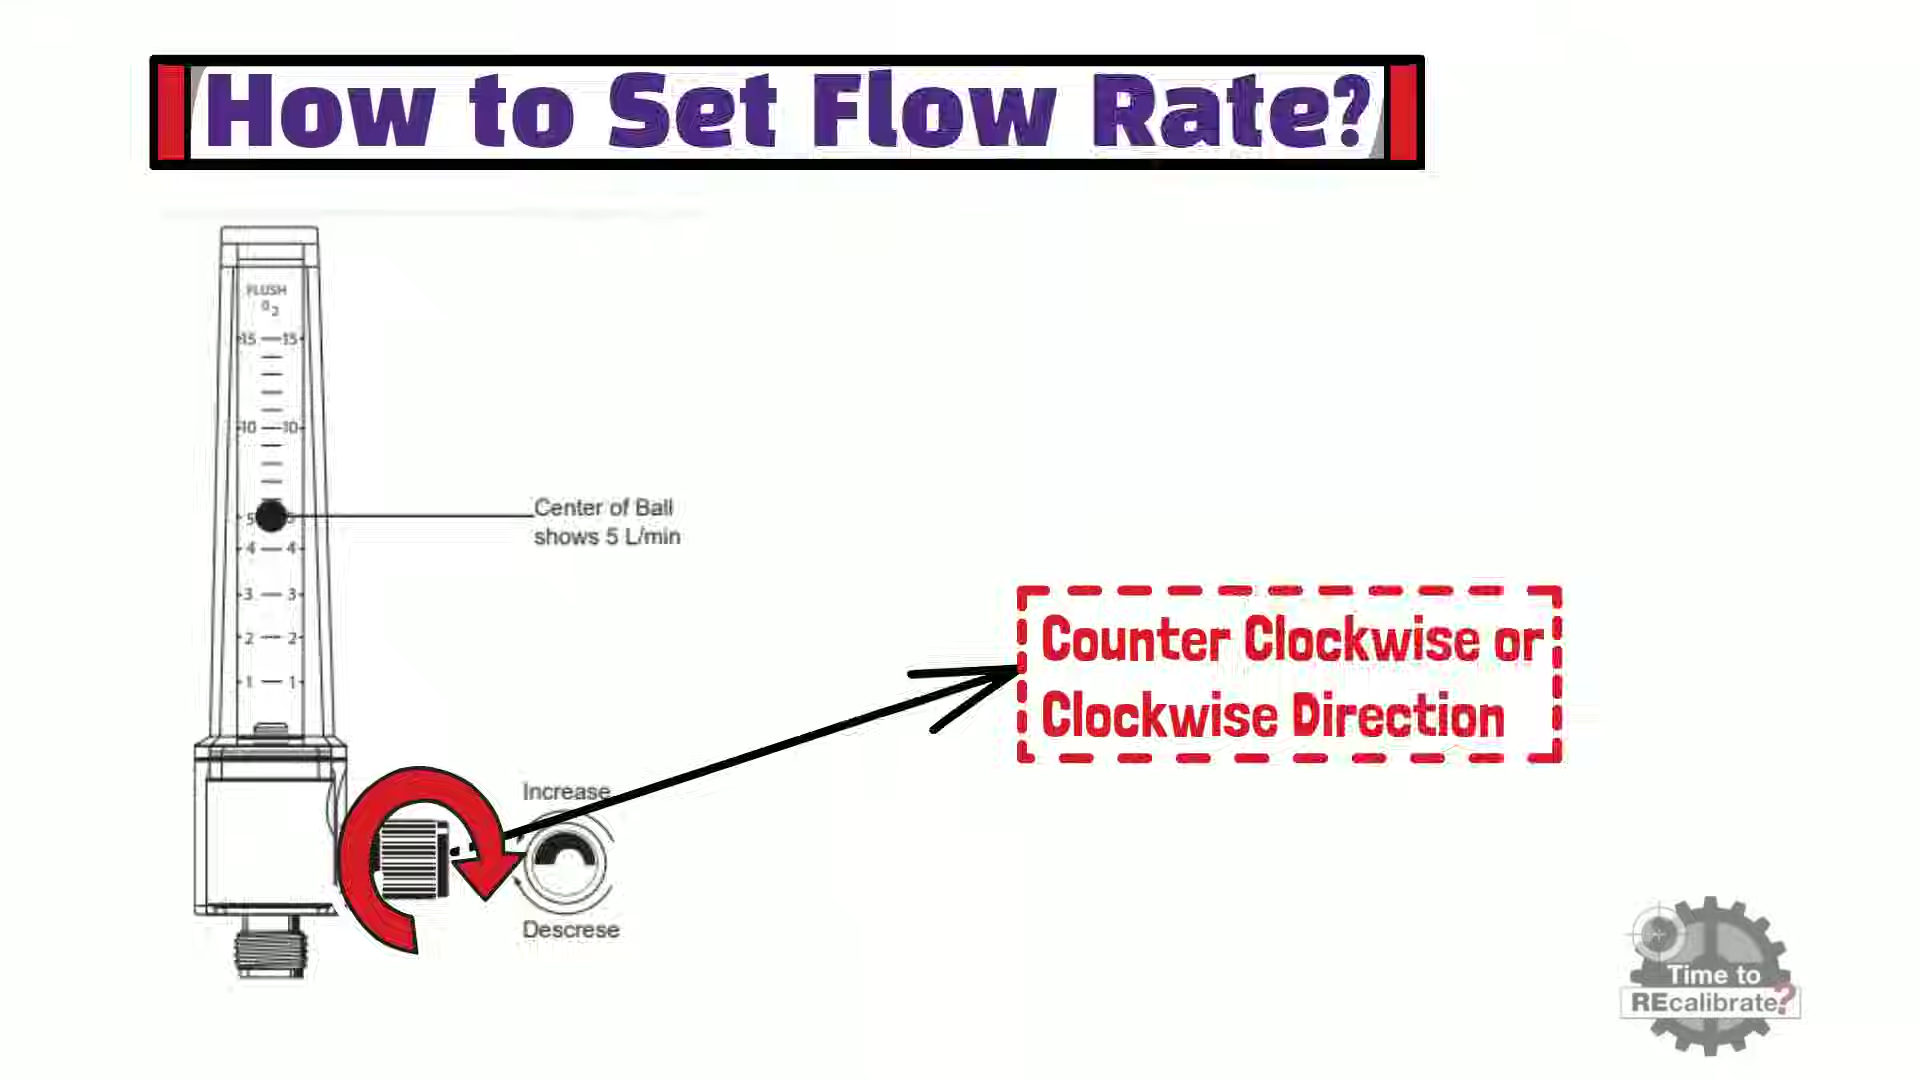 How to Set Flow Rate?
FLUSH
O2
15 15
10 10
5
4 4
3 3
2 2
1 1
Center of Ball
shows 5 L/min
Counter Clockwise or
Clockwise Direction
Increase
Descrese
Time to
REcalibrate?